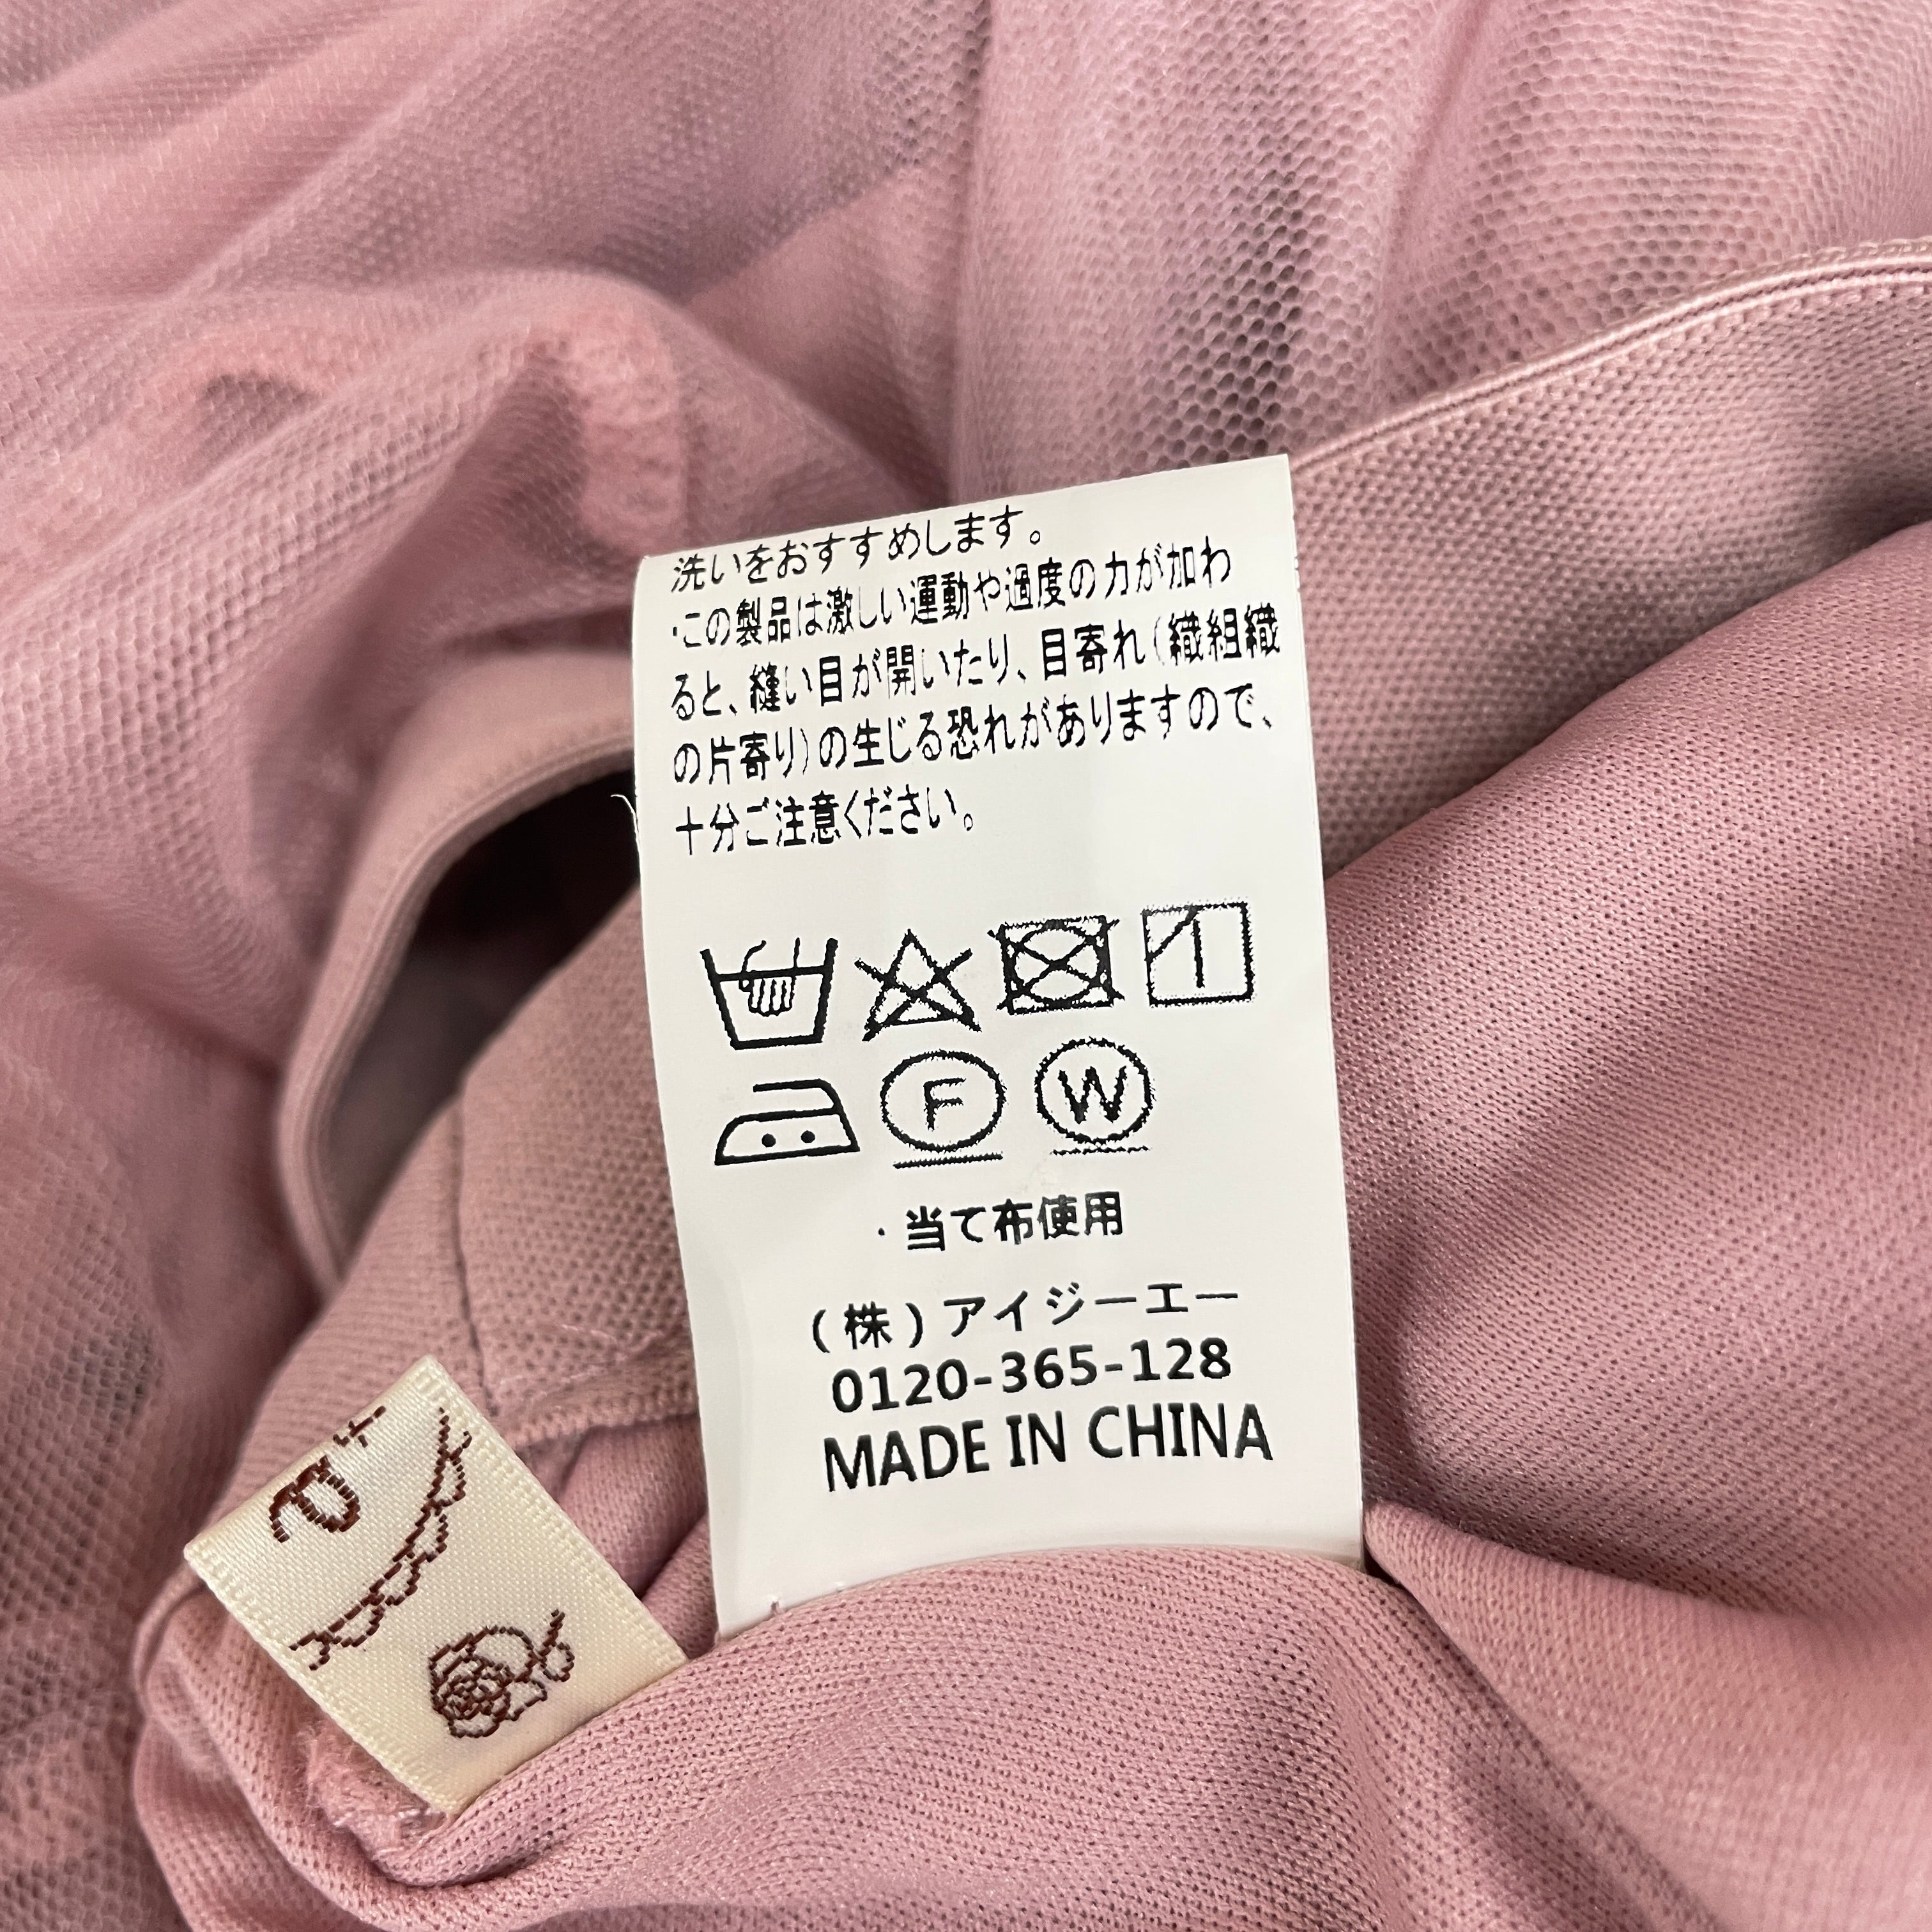 洗いをおすすめします。
・この製品は激しい運動や過度の力が加わ
ると、縫い目が開いたり、目寄れ(織組織
の片寄り)の生じる恐れがありますので、
十分ご注意ください。
F W
・当て布使用
(株)アイジーエー
0120-365-128
MADE IN CHINA